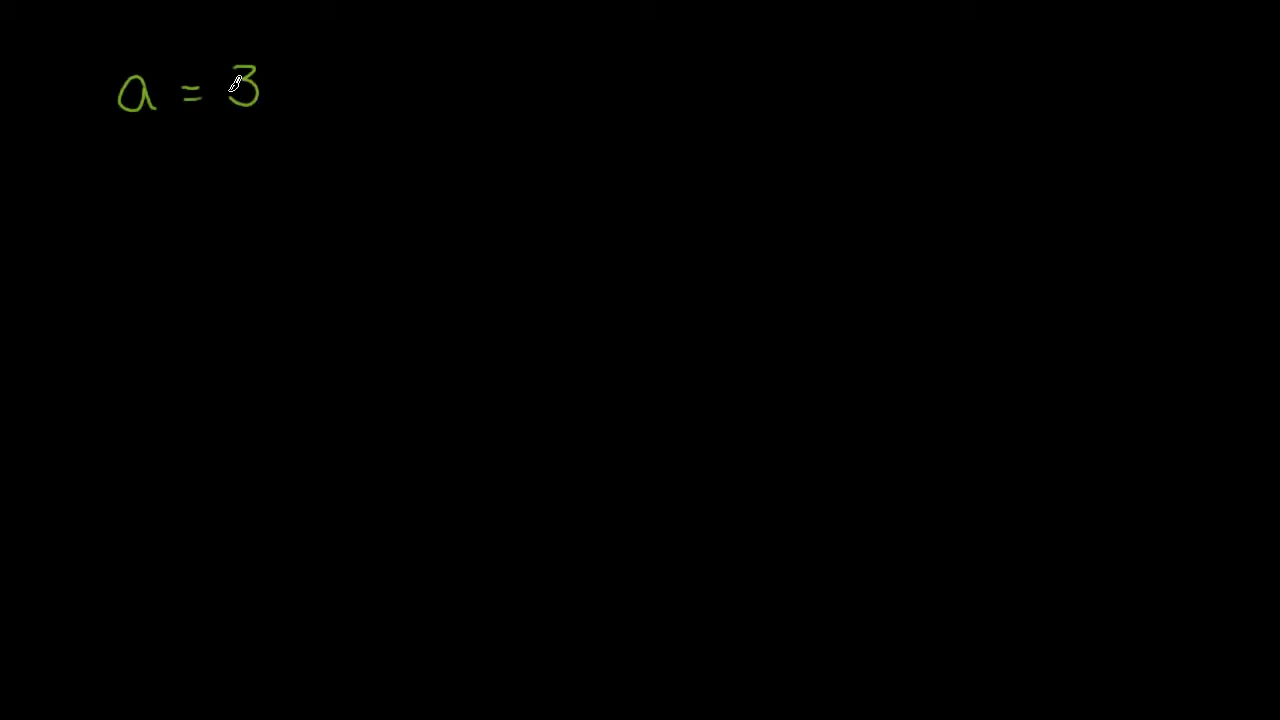 a = 3